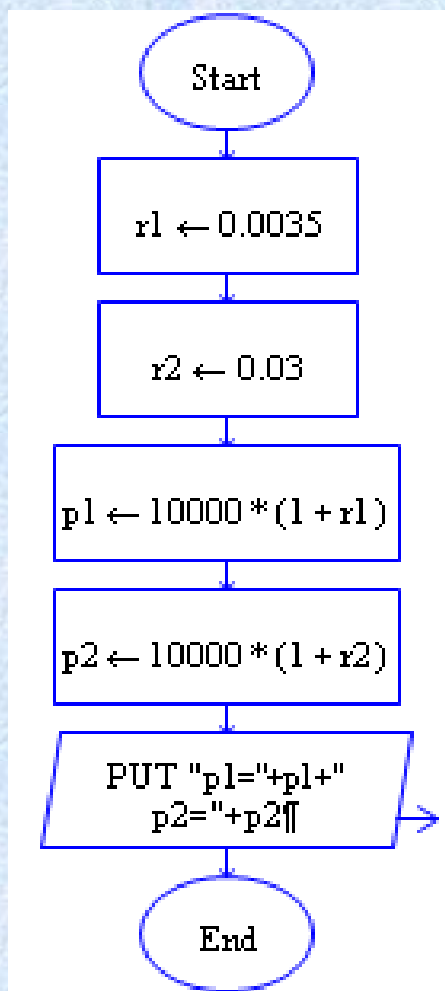 Start
r1 ← 0.0035
r2 ← 0.03
p1 ← 10000 * (1 + r1)
p2 ← 10000 * (1 + r2)
PUT "p1="+p1+"
p2="+p2¶
End